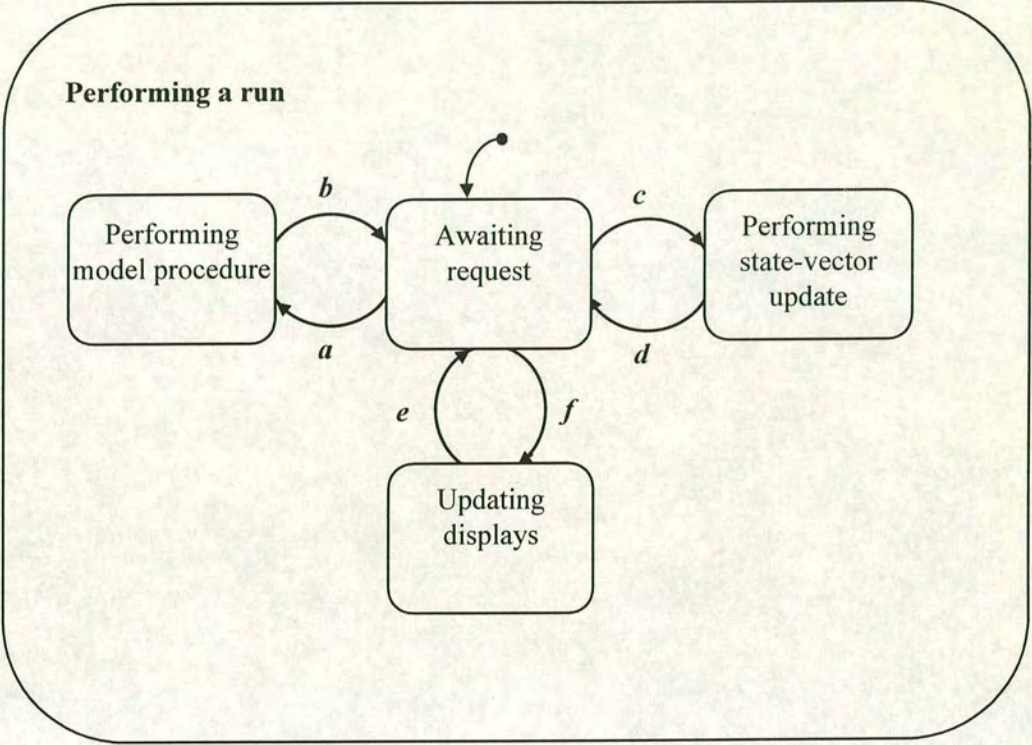 Performing a run
b
c
Performing
model procedure
Awaiting
request
Performing
state-vector
update
a
d
e
f
Updating
displays